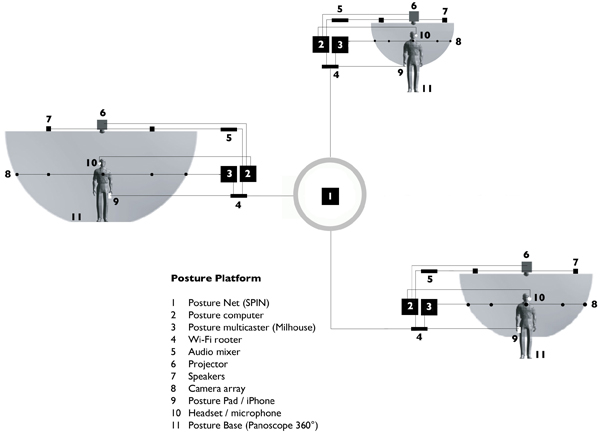 6
5
7
2
3
10
8
4
9
11
6
7
5
10
8
3
2
9
4
11
1
6
5
7
10
2
3
8
9
4
11
Posture Platform
1 Posture Net (SPIN)
2 Posture computer
3 Posture multicaster (Milhouse)
4 Wi-Fi rooter
5 Audio mixer
6 Projector
7 Speakers
8 Camera array
9 Posture Pad / iPhone
10 Headset / microphone
11 Posture Base (Panoscope 360°)